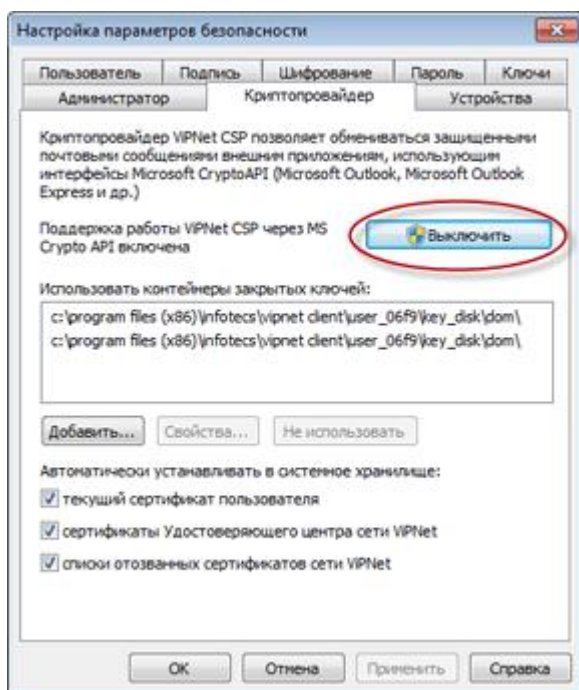 Настройка параметров безопасности
Пользователь Подпись Шифрование Пароль Ключи
Администратор Криптопровайдер Устройства
Криптопровайдер ViPNet CSP позволяет обмениваться защищенными
почтовыми сообщениями внешним приложениям, использующим
интерфейсы Microsoft CryptoAPI (Microsoft Outlook, Microsoft Outlook
Express и др.)
Поддержка работы ViPNet CSP через MS
Crypto API включена
Выключить
Использовать контейнеры закрытых ключей:
c:\program files (x86)\infotecs\vipnet client\user_06f9\key_disk\dom\
c:\program files (x86)\infotecs\vipnet client\user_06f9\key_disk\dom\
Добавить... Свойства... Не использовать
Автоматически устанавливать в системное хранилище:
текущий сертификат пользователя
сертификаты Удостоверяющего центра сети ViPNet
списки отозванных сертификатов сети ViPNet
OK Отмена Применить Справка